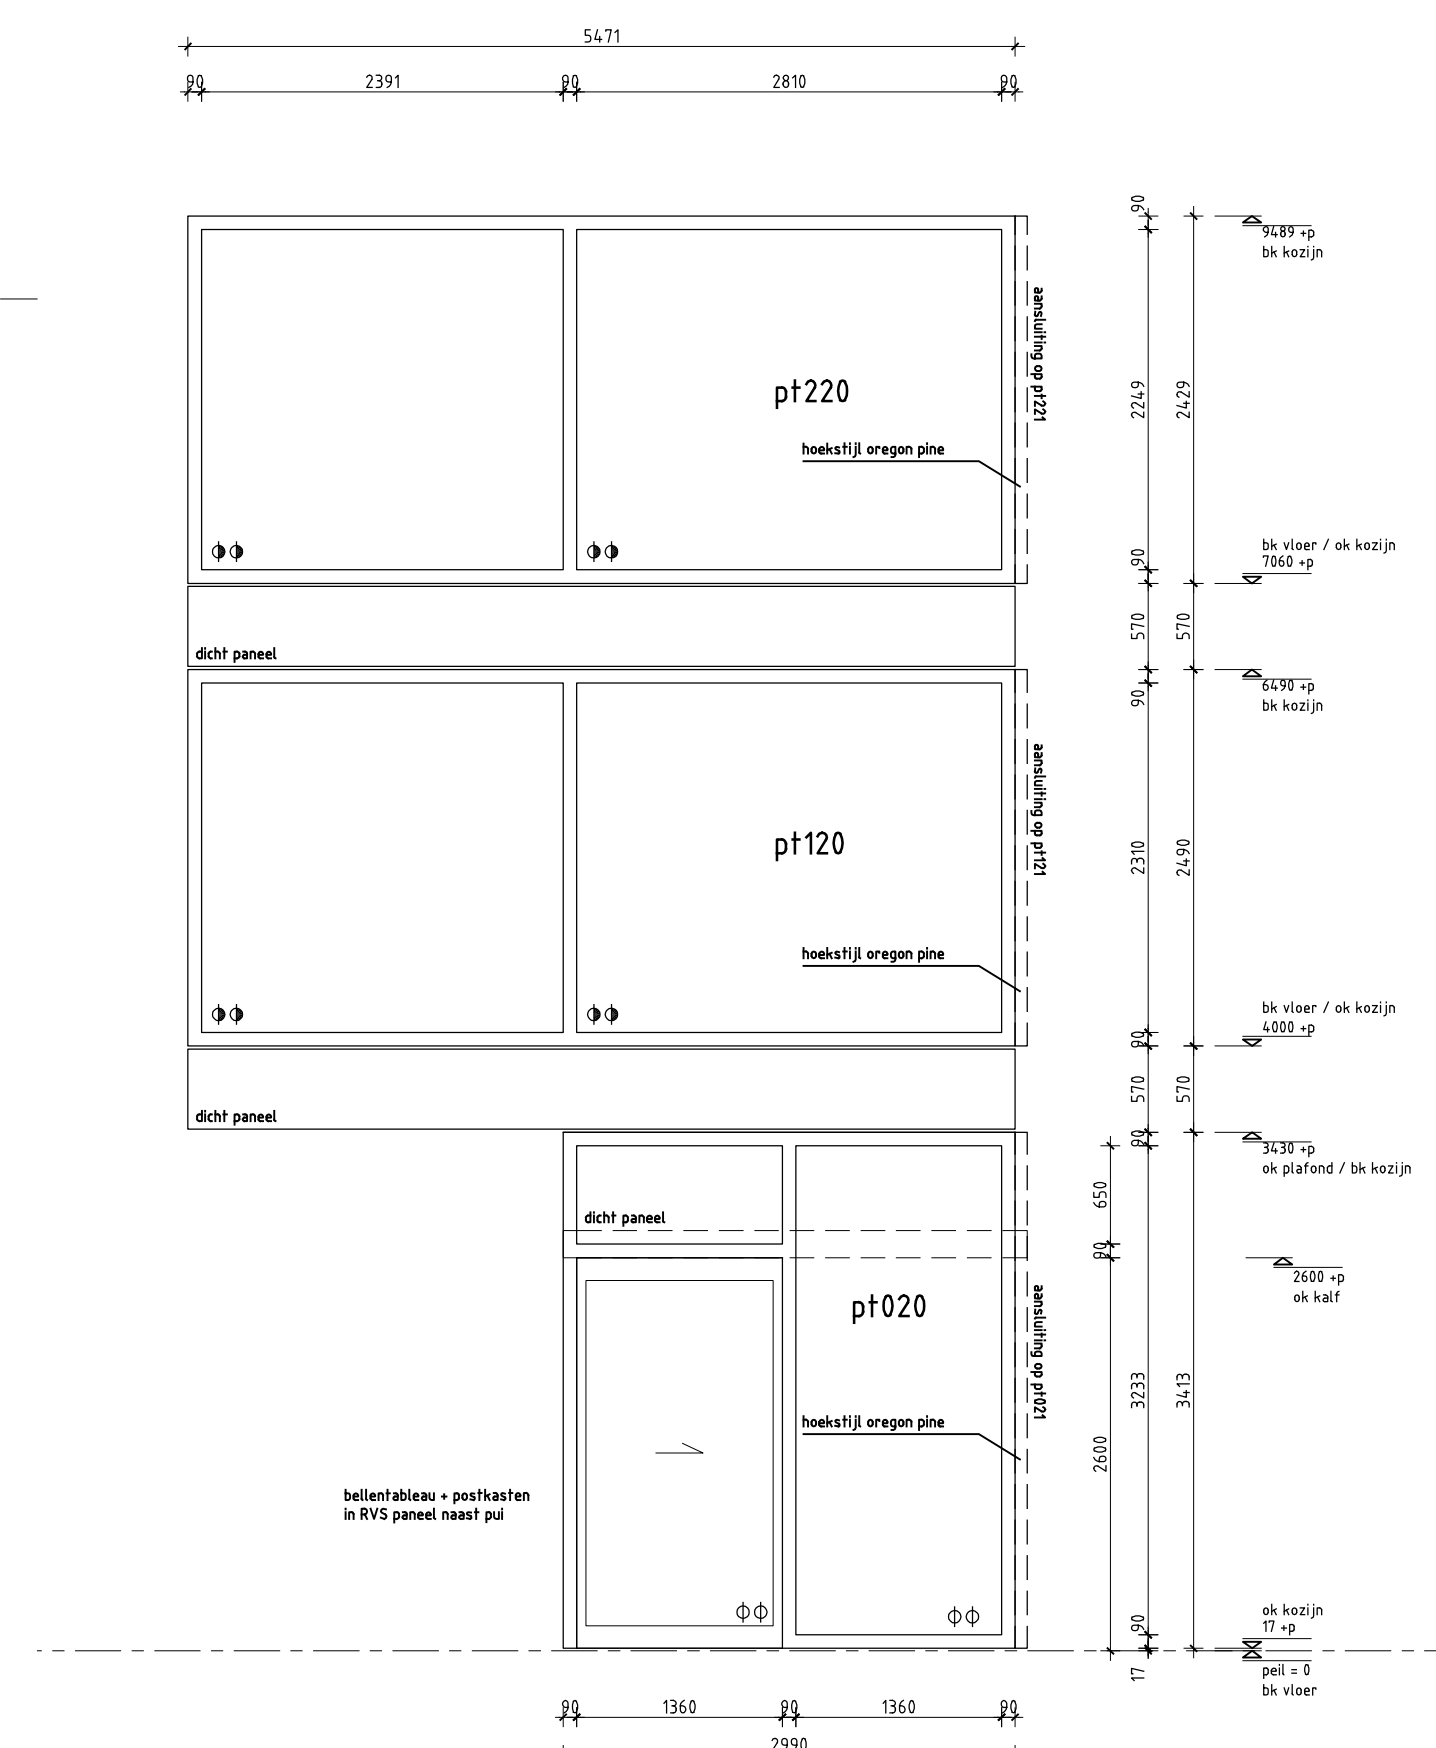 5471
90 2391 90 2810 90
90
9489 +p
bk kozijn
aansluiting op pt221
pt220
2249
2429
hoekstijl oregon pine
bk vloer / ok kozijn
7060 +p
90
570
570
dicht paneel
6490 +p
bk kozijn
90
aansluiting op pt121
pt120
2310
2490
hoekstijl oregon pine
bk vloer / ok kozijn
4000 +p
90
570
570
dicht paneel
90
3430 +p
ok plafond / bk kozijn
650
dicht paneel
90
2600 +p
ok kalf
pt020
aansluiting op pt021
3233
3413
hoekstijl oregon pine
2600
bellentableau + postkasten
in RVS paneel naast pui
90
ok kozijn
17 +p
17
peil = 0
bk vloer
90 1360 90 1360 90
2990